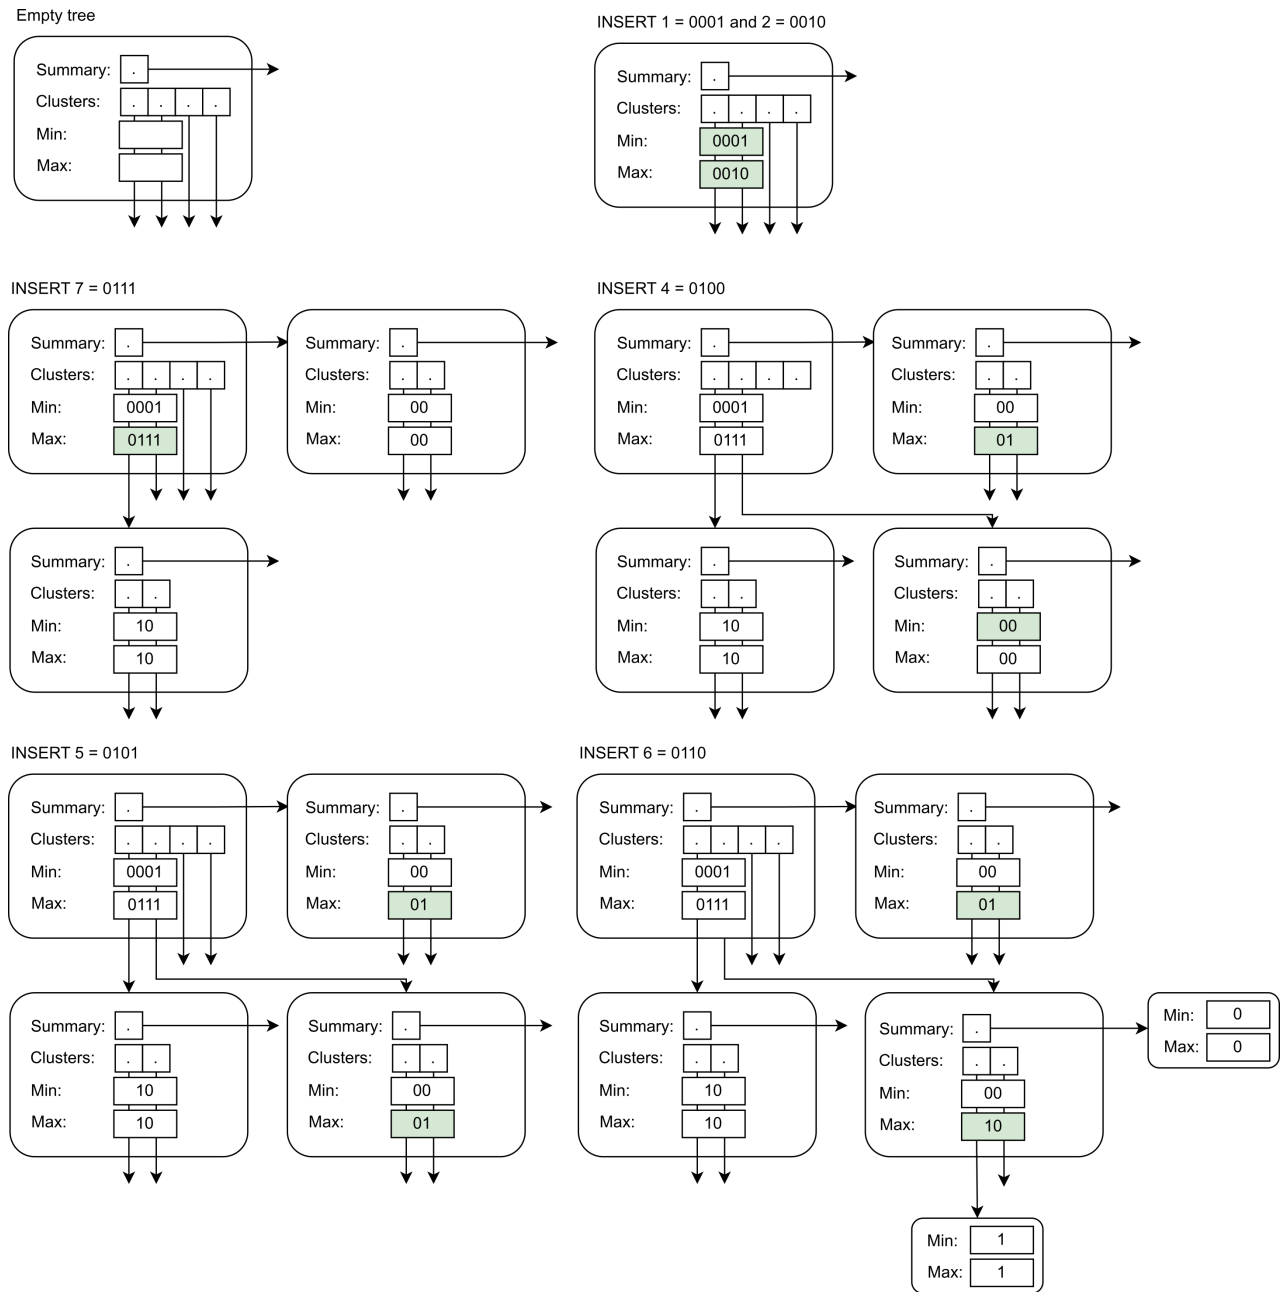 Empty tree
Summary: .
Clusters: . . . .
Min:
Max:
INSERT 1 = 0001 and 2 = 0010
Summary: .
Clusters: . . . .
Min: 0001
Max: 0010
INSERT 7 = 0111
Summary: .
Clusters: . . . .
Min: 0001
Max: 0111
Summary: .
Clusters: . .
Min: 00
Max: 00
Summary: .
Clusters: . .
Min: 10
Max: 10
INSERT 4 = 0100
Summary: .
Clusters: . . . .
Min: 0001
Max: 0111
Summary: .
Clusters: . .
Min: 00
Max: 01
Summary: .
Clusters: . .
Min: 10
Max: 10
Summary: .
Clusters: . .
Min: 00
Max: 00
INSERT 5 = 0101
Summary: .
Clusters: . . . .
Min: 0001
Max: 0111
Summary: .
Clusters: . .
Min: 00
Max: 01
Summary: .
Clusters: . .
Min: 10
Max: 10
Summary: .
Clusters: . .
Min: 00
Max: 01
INSERT 6 = 0110
Summary: .
Clusters: . . . .
Min: 0001
Max: 0111
Summary: .
Clusters: . .
Min: 00
Max: 01
Summary: .
Clusters: . .
Min: 10
Max: 10
Summary: .
Clusters: . .
Min: 00
Max: 10
Min: 0
Max: 0
Min: 1
Max: 1